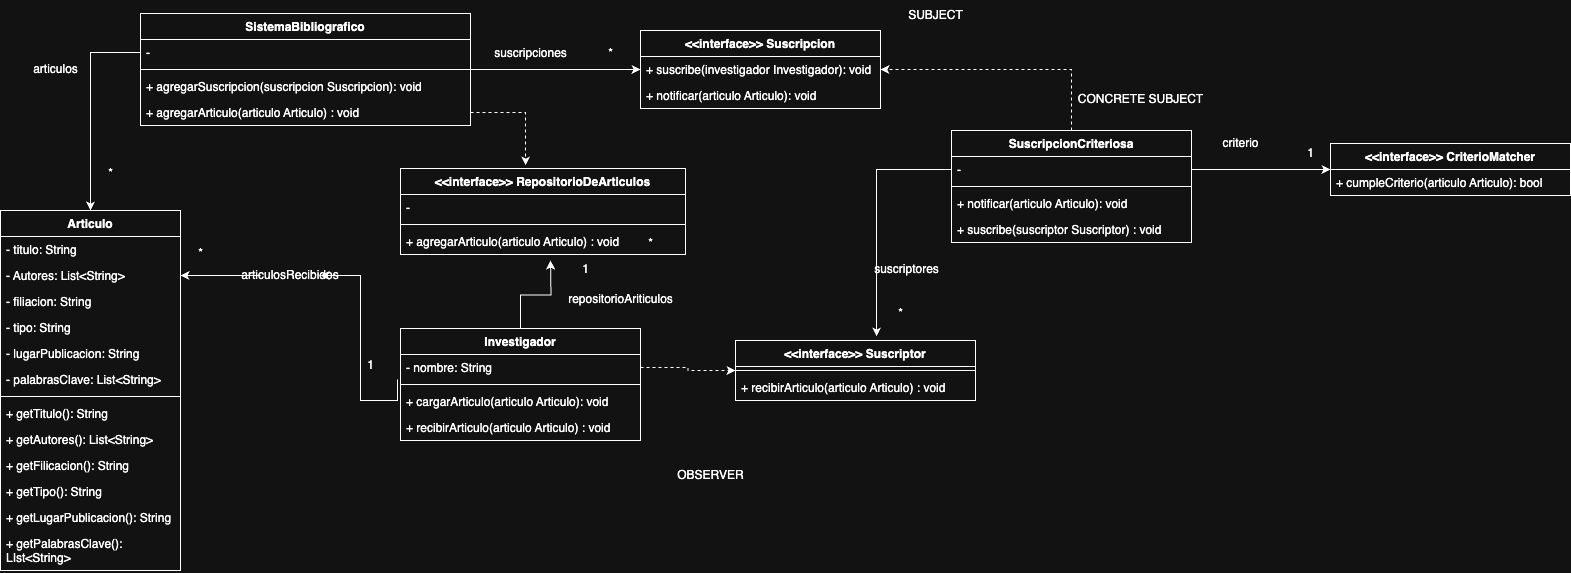 SUBJECT
SistemaBibliografico
-
+ agregarSuscripcion(suscripcion Suscripcion): void
+ agregarArticulo(articulo Articulo) : void
suscripciones
*
<<interface>> Suscripcion
+ suscribe(investigador Investigador): void
+ notificar(articulo Articulo): void
articulos
*
CONCRETE SUBJECT
SuscripcionCriteriosa
-
+ notificar(articulo Articulo): void
+ suscribe(suscriptor Suscriptor) : void
criterio
1
<<interface>> CriterioMatcher
+ cumpleCriterio(articulo Articulo): bool
<<interface>> RepositorioDeArticulos
-
+ agregarArticulo(articulo Articulo) : void
*
Articulo
- titulo: String
- Autores: List<String>
- filiacion: String
- tipo: String
- lugarPublicacion: String
- palabrasClave: List<String>
+ getTitulo(): String
+ getAutores(): List<String>
+ getFilicacion(): String
+ getTipo(): String
+ getLugarPublicacion(): String
+ getPalabrasClave():
LIst<String>
*
articulosRecibidos
1
1
repositorioAriticulos
suscriptores
*
Investigador
- nombre: String
+ cargarArticulo(articulo Articulo): void
+ recibirArticulo(articulo Articulo) : void
<<interface>> Suscriptor
+ recibirArticulo(articulo Articulo) : void
OBSERVER